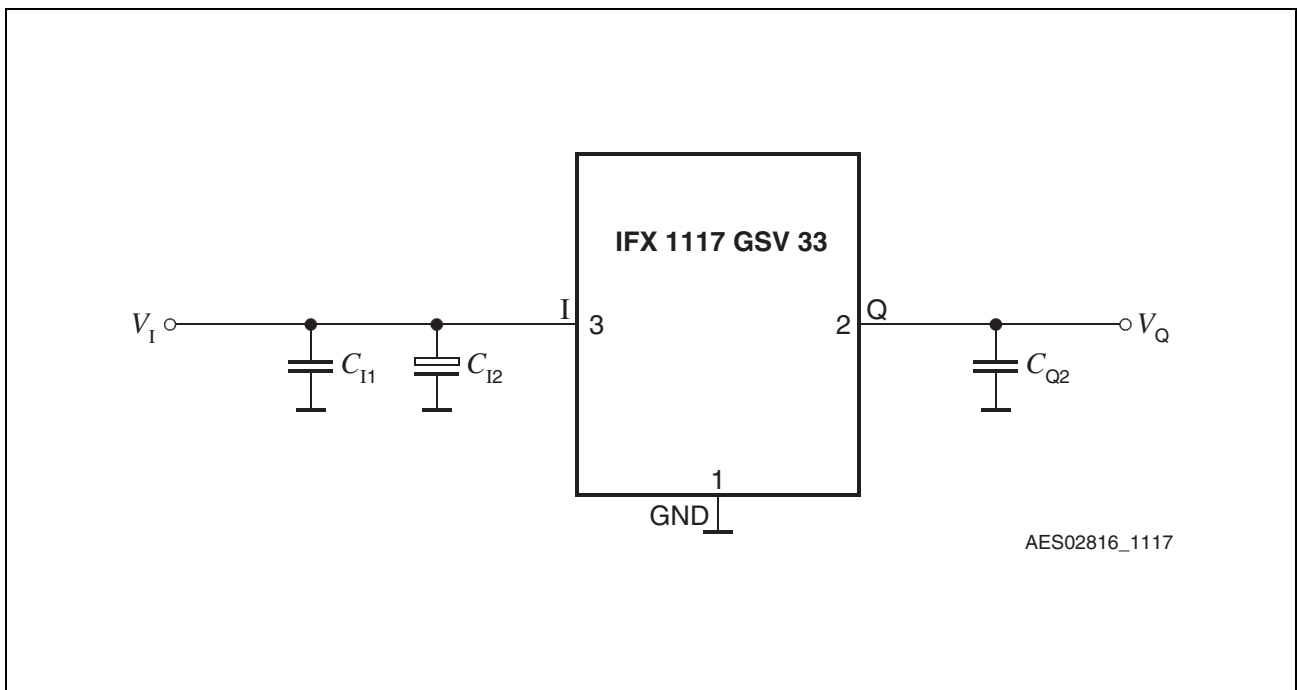 IFX 1117 GSV 33
V_I
I
3
2
Q
V_Q
C_I1
C_I2
C_Q2
1
GND
AES02816_1117